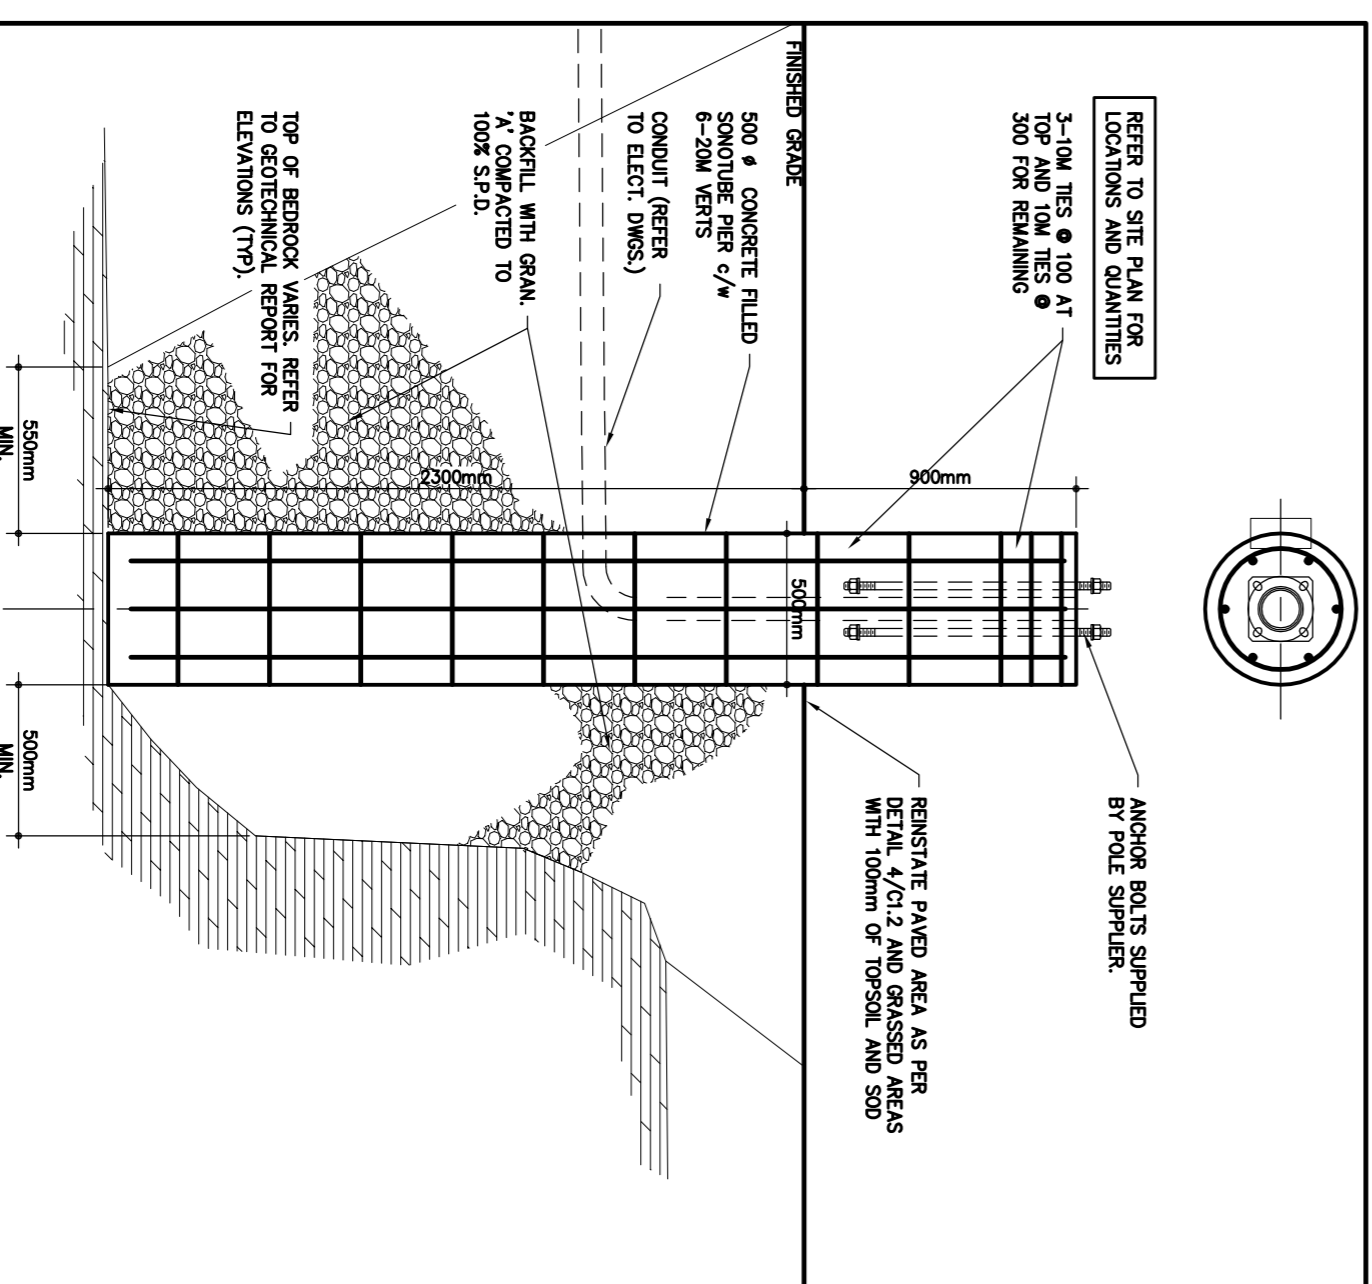 REFER TO SITE PLAN FOR
LOCATIONS AND QUANTITIES
3-10M TIES @ 100 AT
TOP AND 10M TIES @
300 FOR REMAINING
ANCHOR BOLTS SUPPLIED
BY POLE SUPPLIER.
900mm
FINISHED GRADE
500mm
REINSTATE PAVED AREA AS PER
DETAIL 4/C1.2 AND GRASSED AREAS
WITH 100mm OF TOPSOIL AND SOD
500 ø CONCRETE FILLED
SONOTUBE PIER c/w
6-20M VERTS
CONDUIT (REFER
TO ELECT. DWGS.)
BACKFILL WITH GRAN.
'A' COMPACTED TO
100% S.P.D.
2300mm
TOP OF BEDROCK VARIES. REFER
TO GEOTECHNICAL REPORT FOR
ELEVATIONS (TYP).
550mm
MIN.
500mm
MIN.